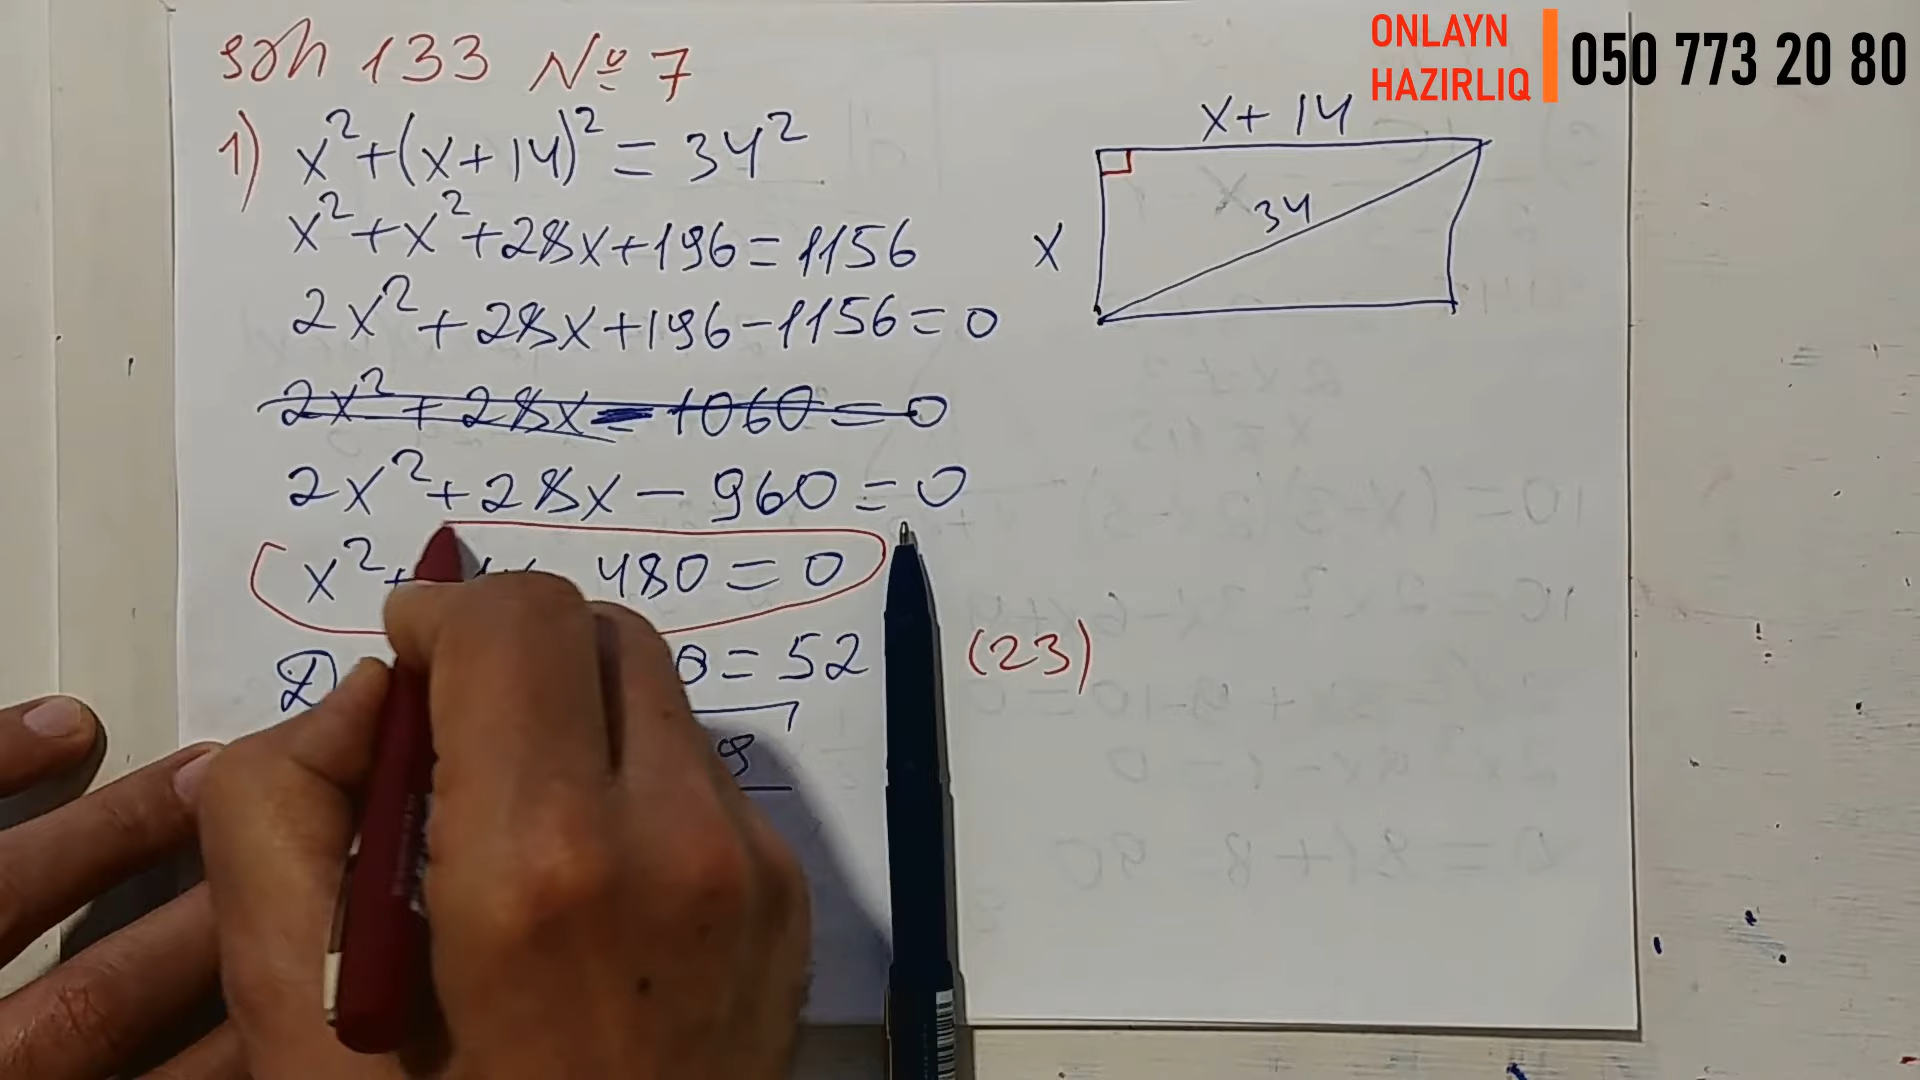 səh 133 № 7
1) x²+(x+14)²=34²
x²+x²+28x+196=1156
2x²+28x+196-1156=0
2x²+28x-1060=0
2x²+28x-960=0
x²+ 480=0
D =52
(23)
9
x+14
x
34
ONLAYN
HAZIRLIQ
050 773 20 80